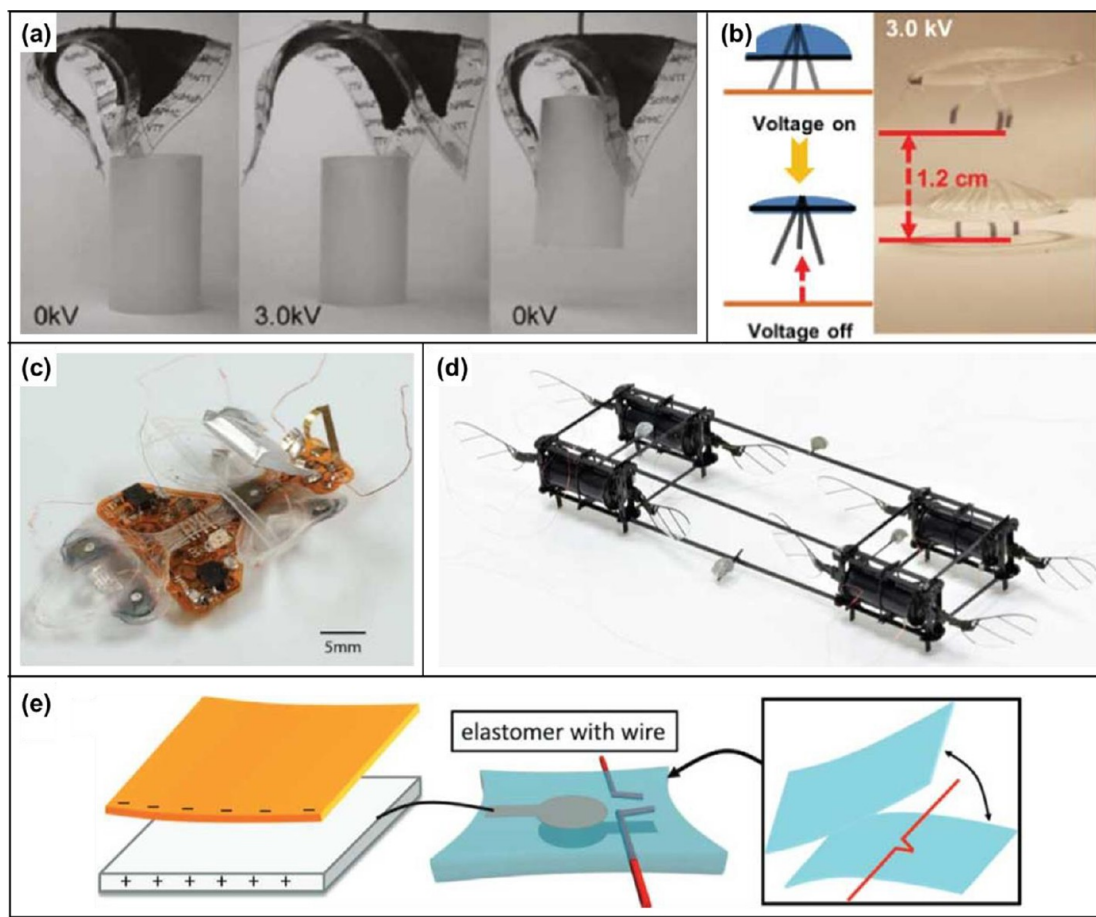 (a)
0kV
3.0kV
0kV
(b)
Voltage on
Voltage off
3.0 kV
1.2 cm
(c)
5mm
(d)
(e)
− − − − − −
+ + + + + +
elastomer with wire